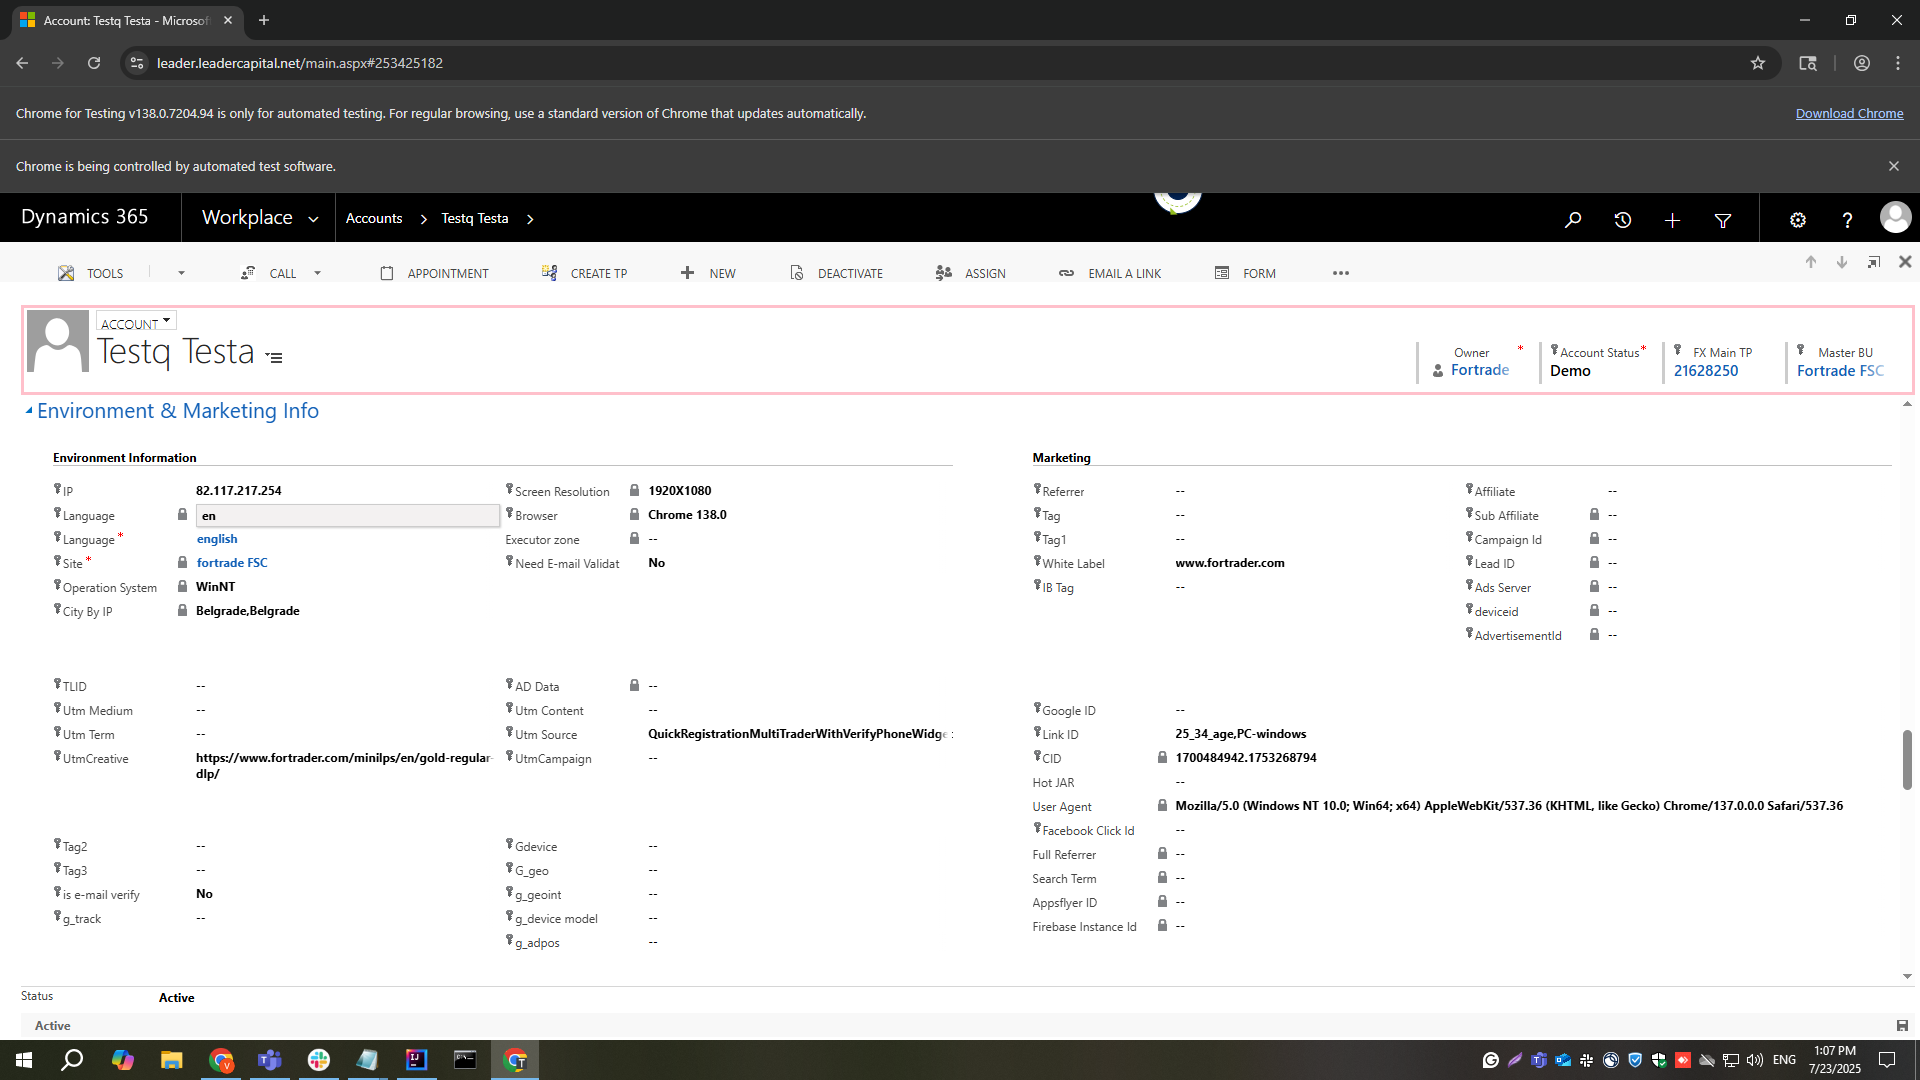 Account: Testq Testa - Microsof
leader.leadercapital.net/main.aspx#253425182
Chrome for Testing v138.0.7204.94 is only for automated testing. For regular browsing, use a standard version of Chrome that updates automatically.
Download Chrome
Chrome is being controlled by automated test software.
Dynamics 365
Workplace
Accounts
Testq Testa
TOOLS
CALL
APPOINTMENT
CREATE TP
NEW
DEACTIVATE
ASSIGN
EMAIL A LINK
FORM
ACCOUNT
Testq Testa
Owner *
Fortrade
Account Status *
Demo
FX Main TP
21628250
Master BU
Fortrade FSC
Environment & Marketing Info
Environment Information
IP 82.117.217.254
Language en
Language * english
Site * fortrade FSC
Operation System WinNT
City By IP Belgrade,Belgrade
Screen Resolution 1920X1080
Browser Chrome 138.0
Executor zone --
Need E-mail Validat No
Marketing
Referrer --
Tag --
Tag1 --
White Label www.fortrader.com
IB Tag --
Affiliate --
Sub Affiliate --
Campaign Id --
Lead ID --
Ads Server --
deviceid --
AdvertisementId --
TLID --
Utm Medium --
Utm Term --
UtmCreative https://www.fortrader.com/minilps/en/gold-regular-
dlp/
AD Data --
Utm Content --
Utm Source QuickRegistrationMultiTraderWithVerifyPhoneWidge
UtmCampaign --
Google ID --
Link ID 25_34_age,PC-windows
CID 1700484942.1753268794
Hot JAR --
User Agent Mozilla/5.0 (Windows NT 10.0; Win64; x64) AppleWebKit/537.36 (KHTML, like Gecko) Chrome/137.0.0.0 Safari/537.36
Facebook Click Id --
Full Referrer --
Search Term --
Appsflyer ID --
Firebase Instance Id --
Tag2 --
Tag3 --
is e-mail verify No
g_track --
Gdevice --
G_geo --
g_geoint --
g_device model --
g_adpos --
Status Active
Active
ENG
1:07 PM
7/23/2025